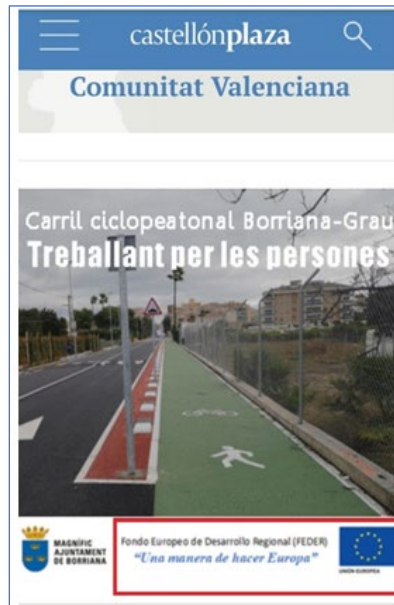 castellónplaza
Comunitat Valenciana
Carril ciclopeatonal Borriana-Grau
Treballant per les persones
MAGNÍFIC
AJUNTAMENT
DE BORRIANA
Fondo Europeo de Desarrollo Regional (FEDER)
"Una manera de hacer Europa"
UNIÓN EUROPEA